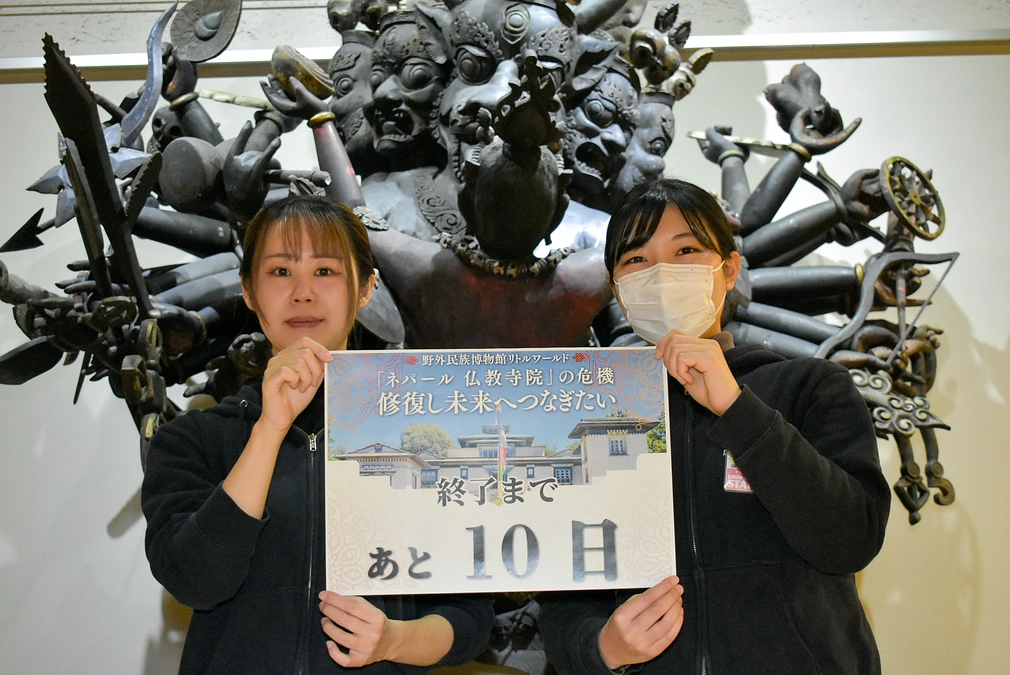 野外民族博物館リトルワールド
「ネパール 仏教寺院」の危機
修復し未来へつなぎたい
終了まで
あと 10 日
STAFF